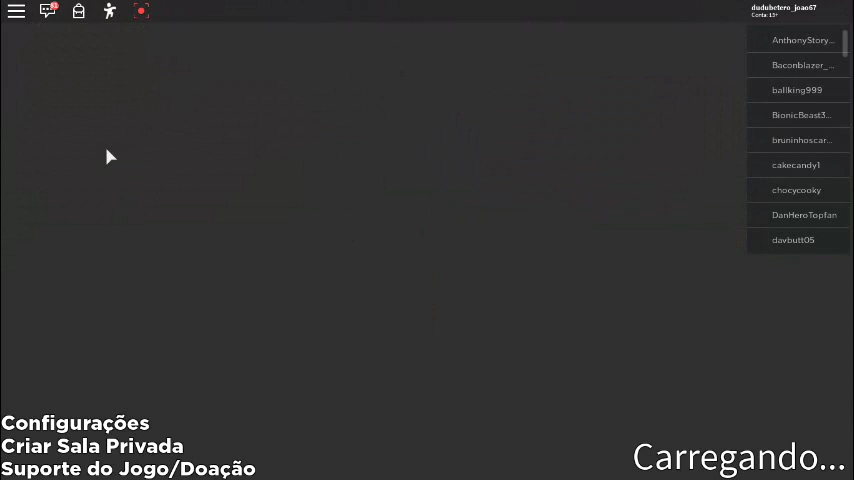 dudubetero_joao67
Conta: 13+
AnthonyStory...
Baconblazer_...
ballking999
BionicBeast3...
bruninhoscar...
cakecandy1
chocycooky
DanHeroTopfan
davbutt05
Configurações
Criar Sala Privada
Suporte do Jogo/Doação
Carregando...